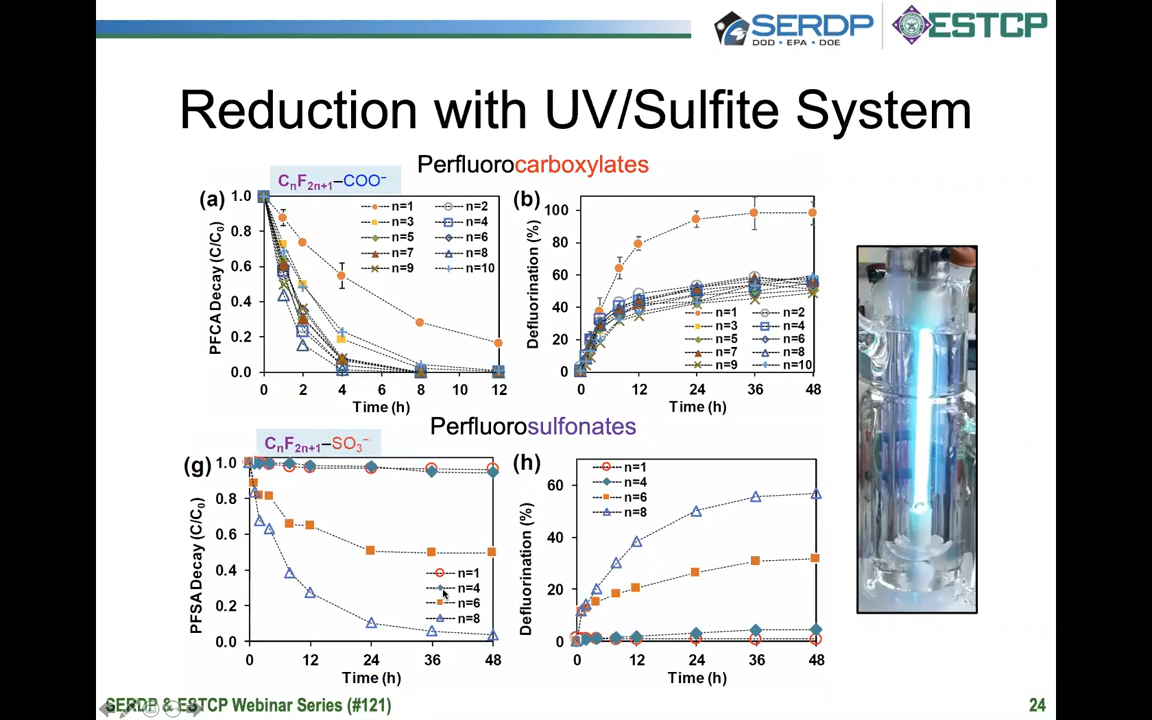 SERDP
DOD • EPA • DOE
ESTCP
Reduction with UV/Sulfite System
Perfluorocarboxylates
CnF2n+1–COO−
(a)
PFCA Decay (C/C0)
1.0
0.8
0.6
0.4
0.2
0.0
n=1 n=2
n=3 n=4
n=5 n=6
n=7 n=8
n=9 n=10
0 2 4 6 8 10 12
Time (h)
(b)
Defluorination (%)
100
80
60
40
20
0
n=1 n=2
n=3 n=4
n=5 n=6
n=7 n=8
n=9 n=10
0 12 24 36 48
Time (h)
Perfluorosulfonates
CnF2n+1–SO3−
(g)
PFSA Decay (C/C0)
1.0
0.8
0.6
0.4
0.2
0.0
n=1
n=4
n=6
n=8
0 12 24 36 48
Time (h)
(h)
Defluorination (%)
60
40
20
0
n=1
n=4
n=6
n=8
0 12 24 36 48
Time (h)
SERDP & ESTCP Webinar Series (#121)
24